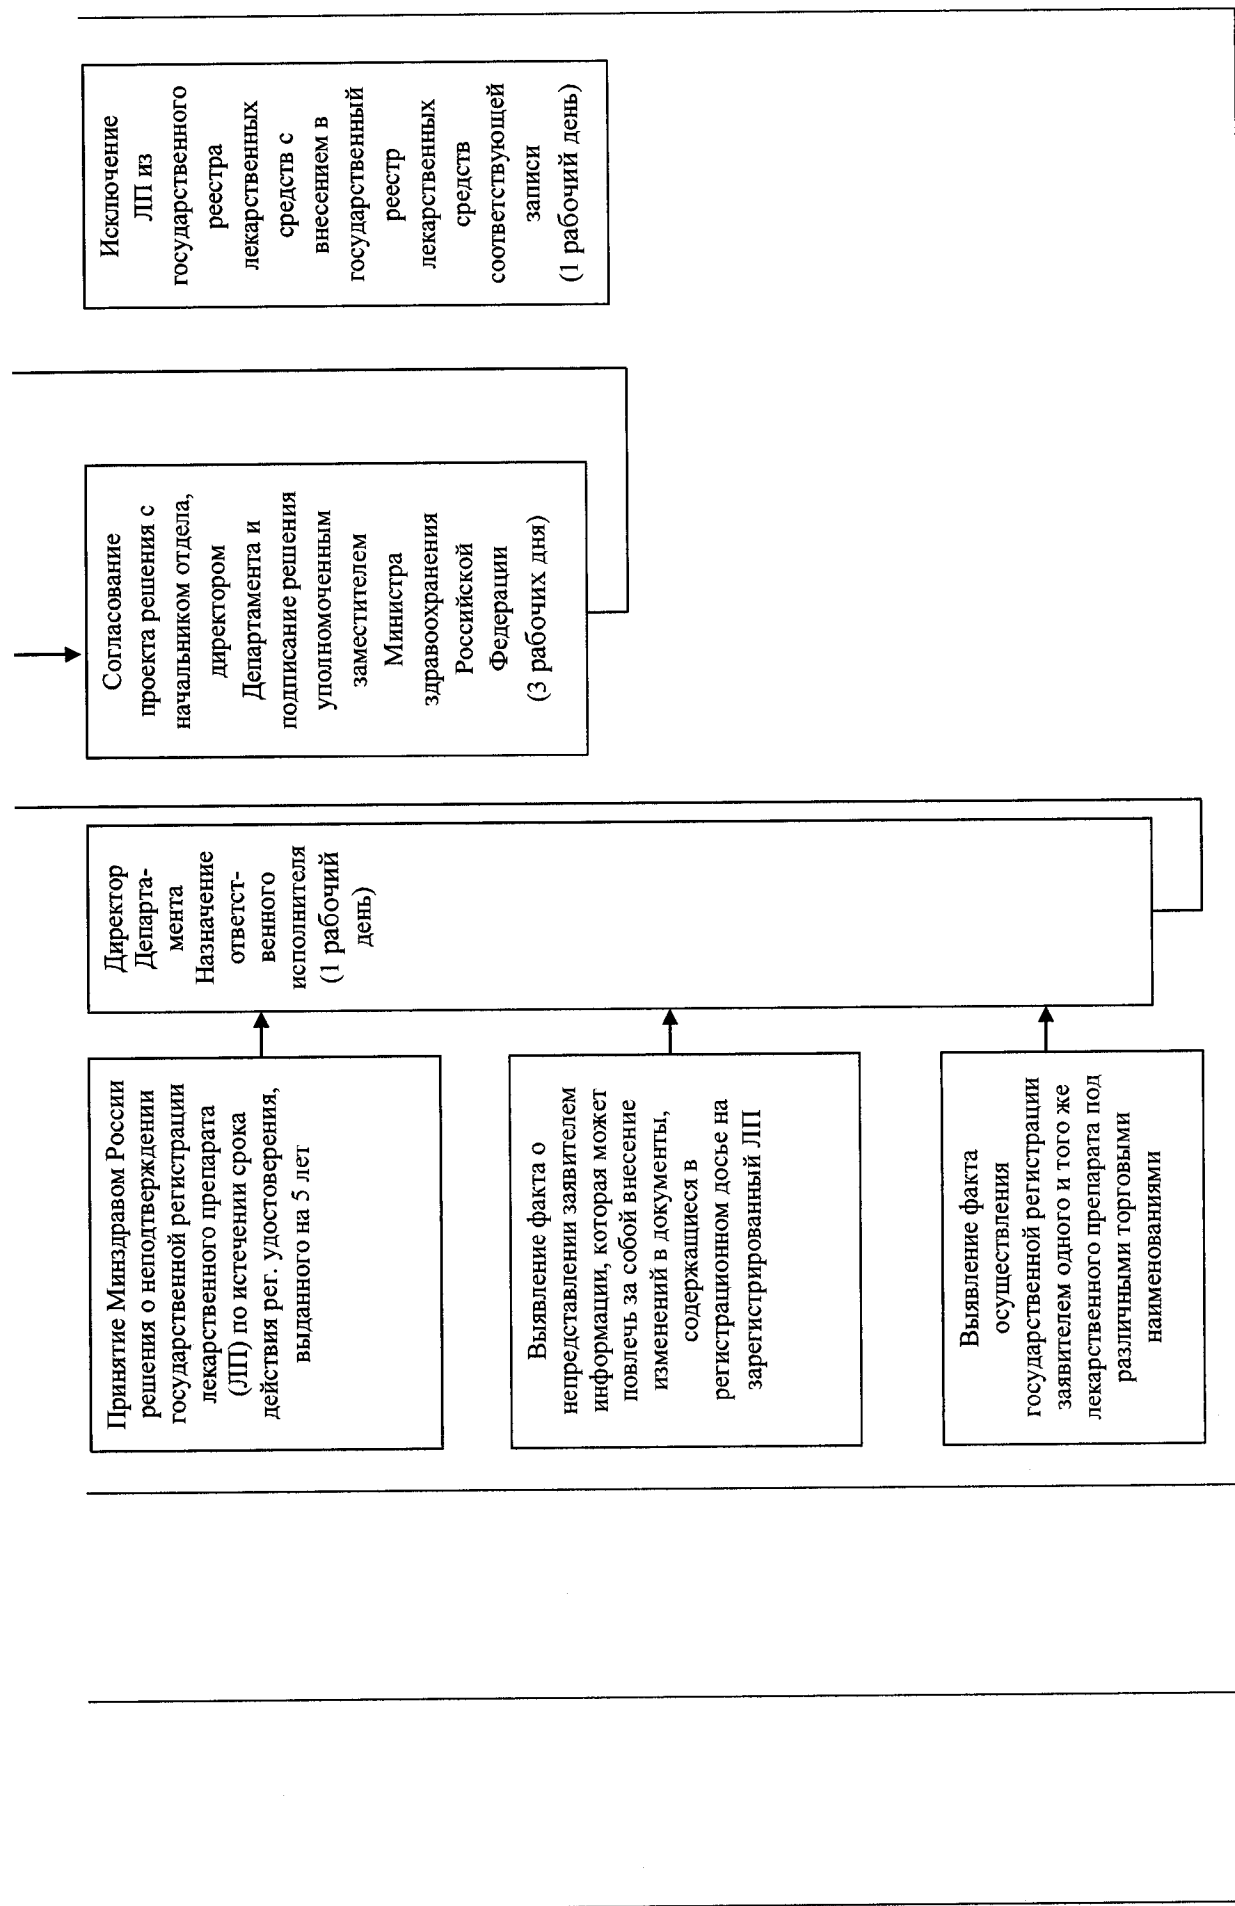 Принятие Минздравом России
решения о неподтверждении
государственной регистрации
лекарственного препарата
(ЛП) по истечении срока
действия рег. удостоверения,
выданного на 5 лет
Выявление факта о
непредставлении заявителем
информации, которая может
повлечь за собой внесение
изменений в документы,
содержащиеся в
регистрационном досье на
зарегистрированный ЛП
Выявление факта
осуществления
государственной регистрации
заявителем одного и того же
лекарственного препарата под
различными торговыми
наименованиями
Директор
Департа-
мента
Назначение
ответст-
венного
исполнителя
(1 рабочий
день)
Согласование
проекта решения с
начальником отдела,
директором
Департамента и
подписание решения
уполномоченным
заместителем
Министра
здравоохранения
Российской
Федерации
(3 рабочих дня)
Исключение
ЛП из
государственного
реестра
лекарственных
средств с
внесением в
государственный
реестр
лекарственных
средств
соответствующей
записи
(1 рабочий день)